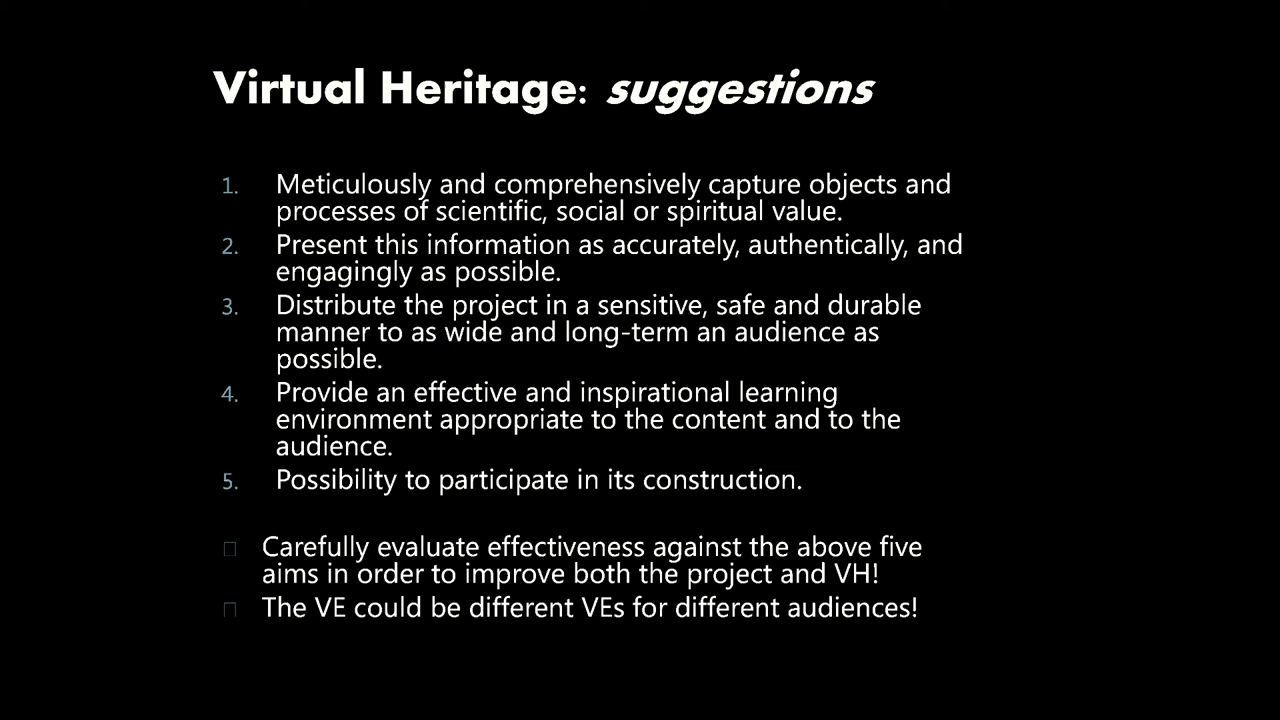 Virtual Heritage: suggestions
1. Meticulously and comprehensively capture objects and
processes of scientific, social or spiritual value.
2. Present this information as accurately, authentically, and
engagingly as possible.
3. Distribute the project in a sensitive, safe and durable
manner to as wide and long-term an audience as
possible.
4. Provide an effective and inspirational learning
environment appropriate to the content and to the
audience.
5. Possibility to participate in its construction.
Carefully evaluate effectiveness against the above five
aims in order to improve both the project and VH!
The VE could be different VEs for different audiences!